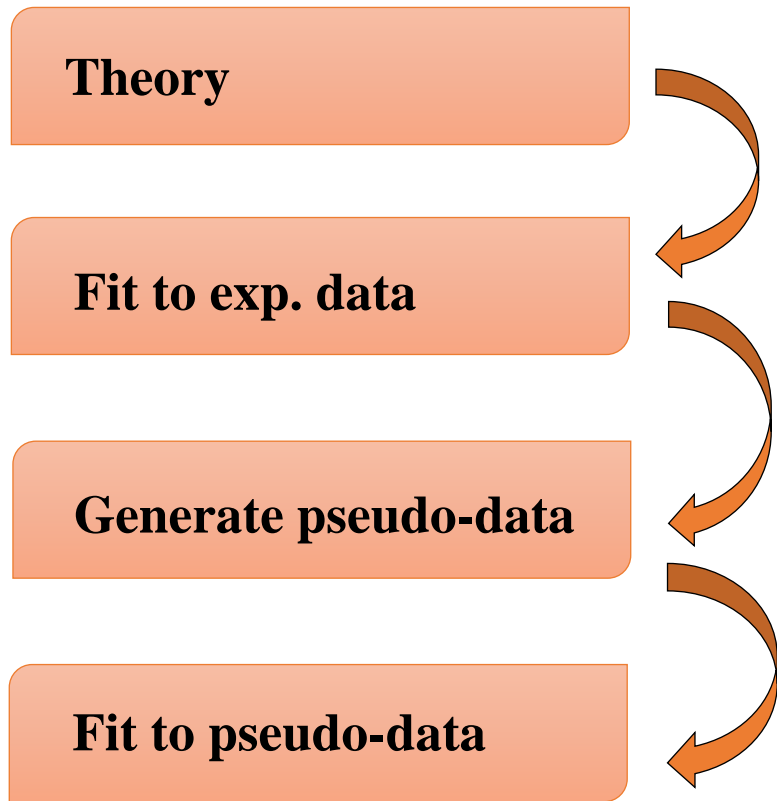 Theory
Fit to exp. data
Generate pseudo-data
Fit to pseudo-data